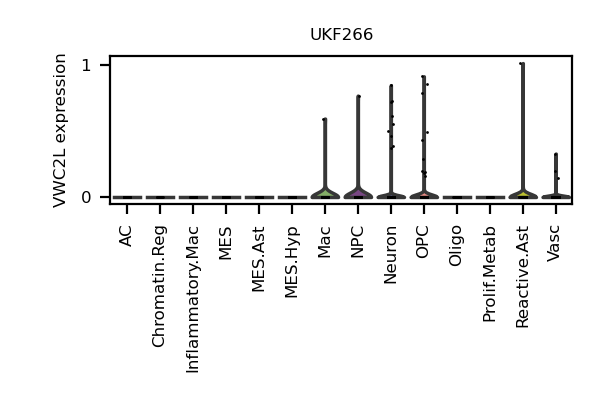 UKF266
VWC2L expression
1
0
AC
Chromatin.Reg
Inflammatory.Mac
MES
MES.Ast
MES.Hyp
Mac
NPC
Neuron
OPC
Oligo
Prolif.Metab
Reactive.Ast
Vasc